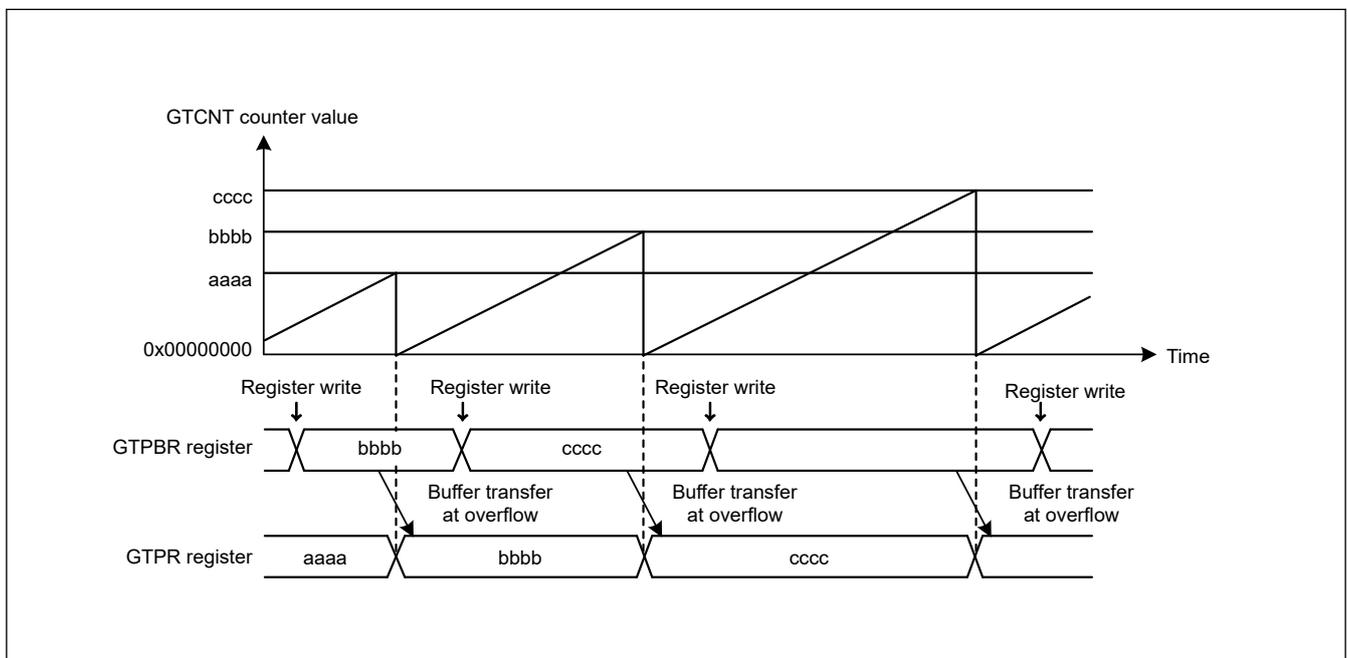 GTCNT counter value
cccc
bbbb
aaaa
0x00000000
Time
Register write
Register write
Register write
Register write
GTPBR register
bbbb
cccc
Buffer transfer
at overflow
Buffer transfer
at overflow
Buffer transfer
at overflow
GTPR register
aaaa
bbbb
cccc